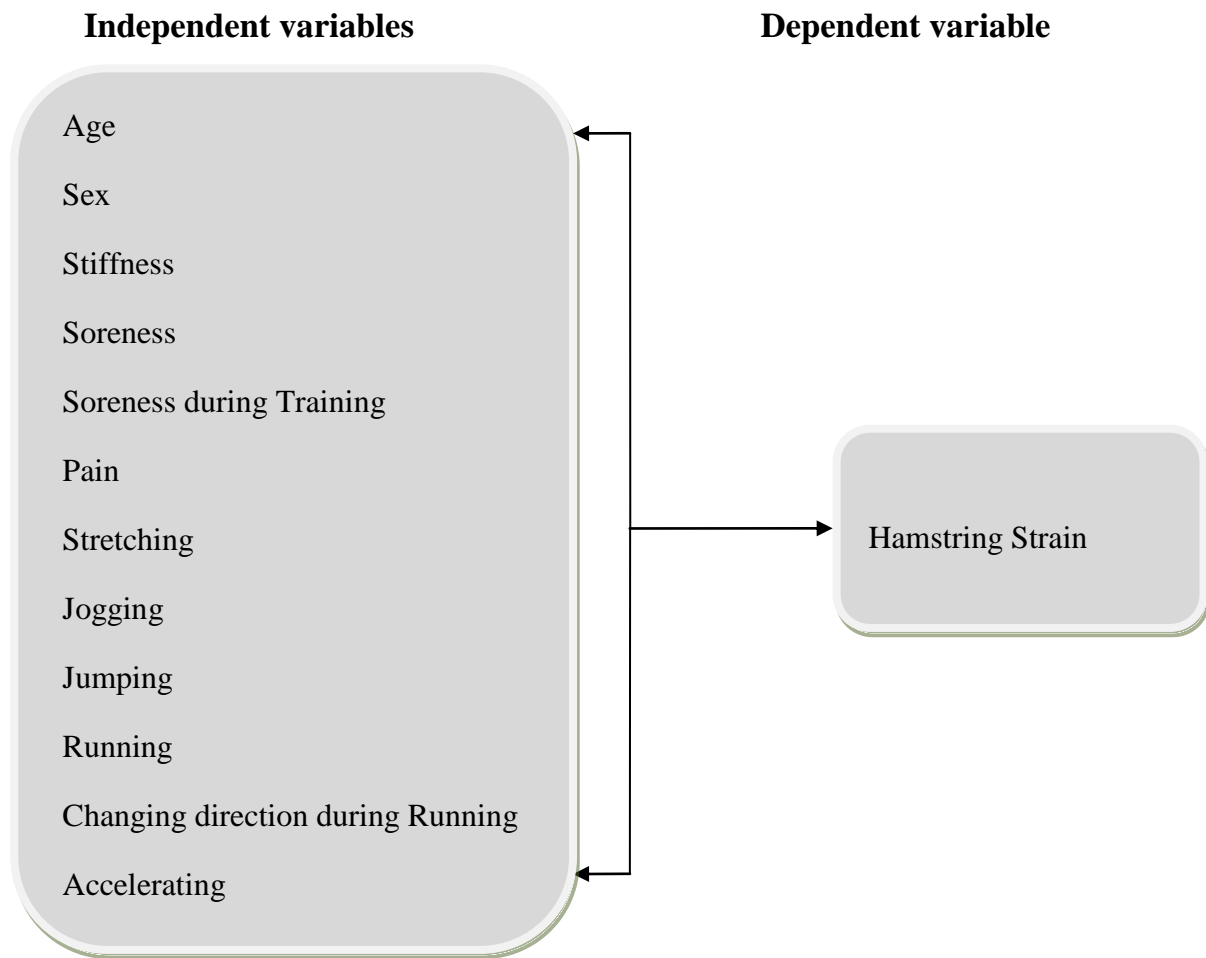 Independent variables
Dependent variable
Age
Sex
Stiffness
Soreness
Soreness during Training
Pain
Stretching
Jogging
Jumping
Running
Changing direction during Running
Accelerating
Hamstring Strain